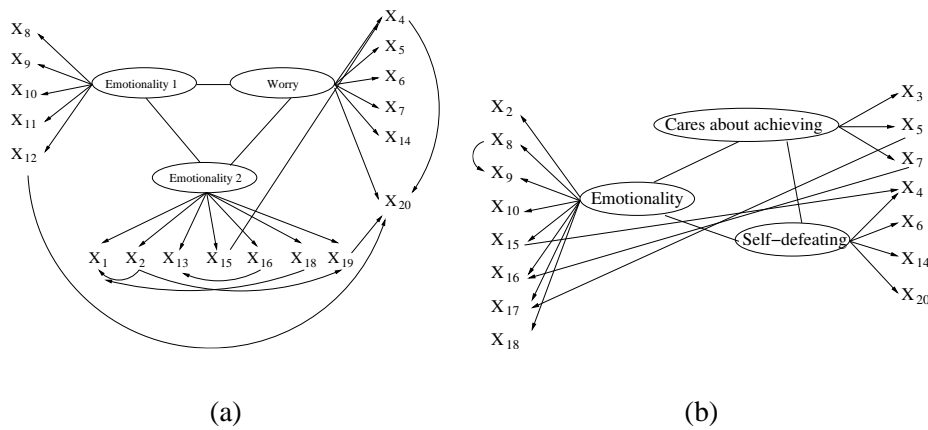 X4
X8
X5
X9
Emotionality 1
Worry
X6
X10
X7
X11
X14
X12
Emotionality 2
X20
X1 X2 X13 X15 X16 X18 X19
(a)
X3
X2
Cares about achieving
X5
X8
X7
X9
Emotionality
X4
X10
X6
X15
Self−defeating
X14
X16
X20
X17
X18
(b)